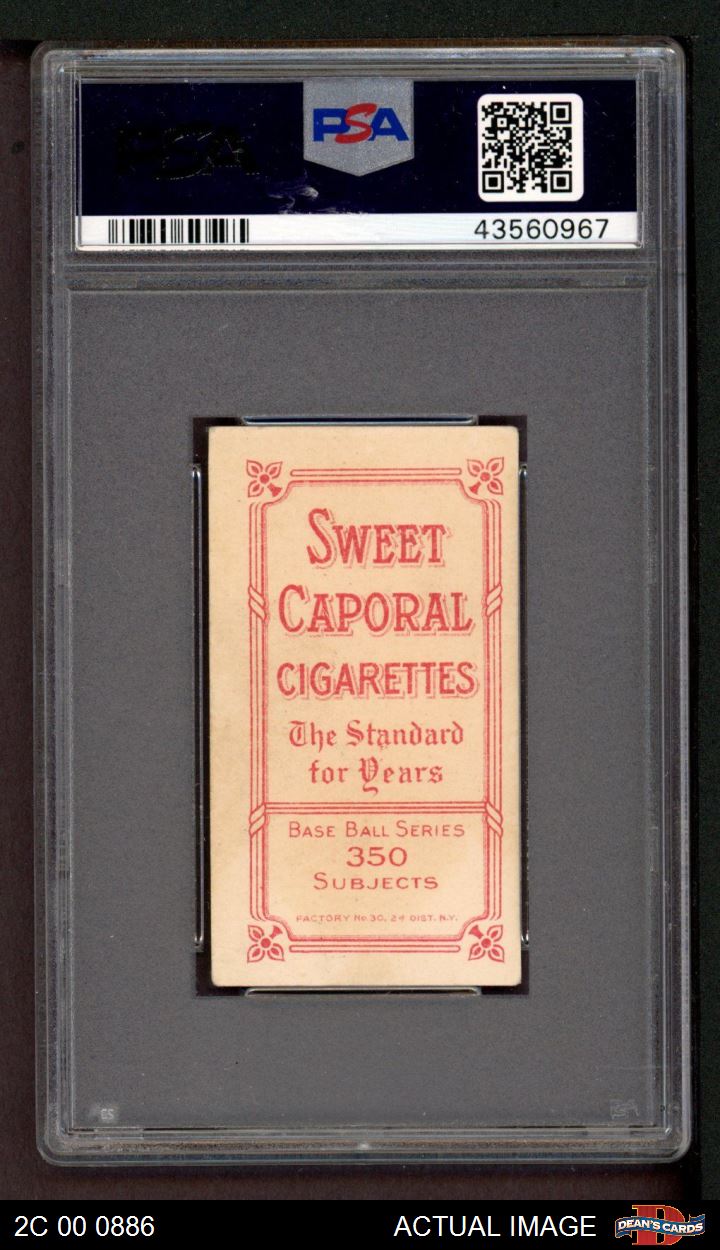 PSA
43560967
SWEET
CAPORAL
CIGARETTES
The Standard
for Years
BASE BALL SERIES
350
SUBJECTS
FACTORY No 30, 2d DIST. N.Y.
2C 00 0886
ACTUAL IMAGE
DEAN'S CARDS